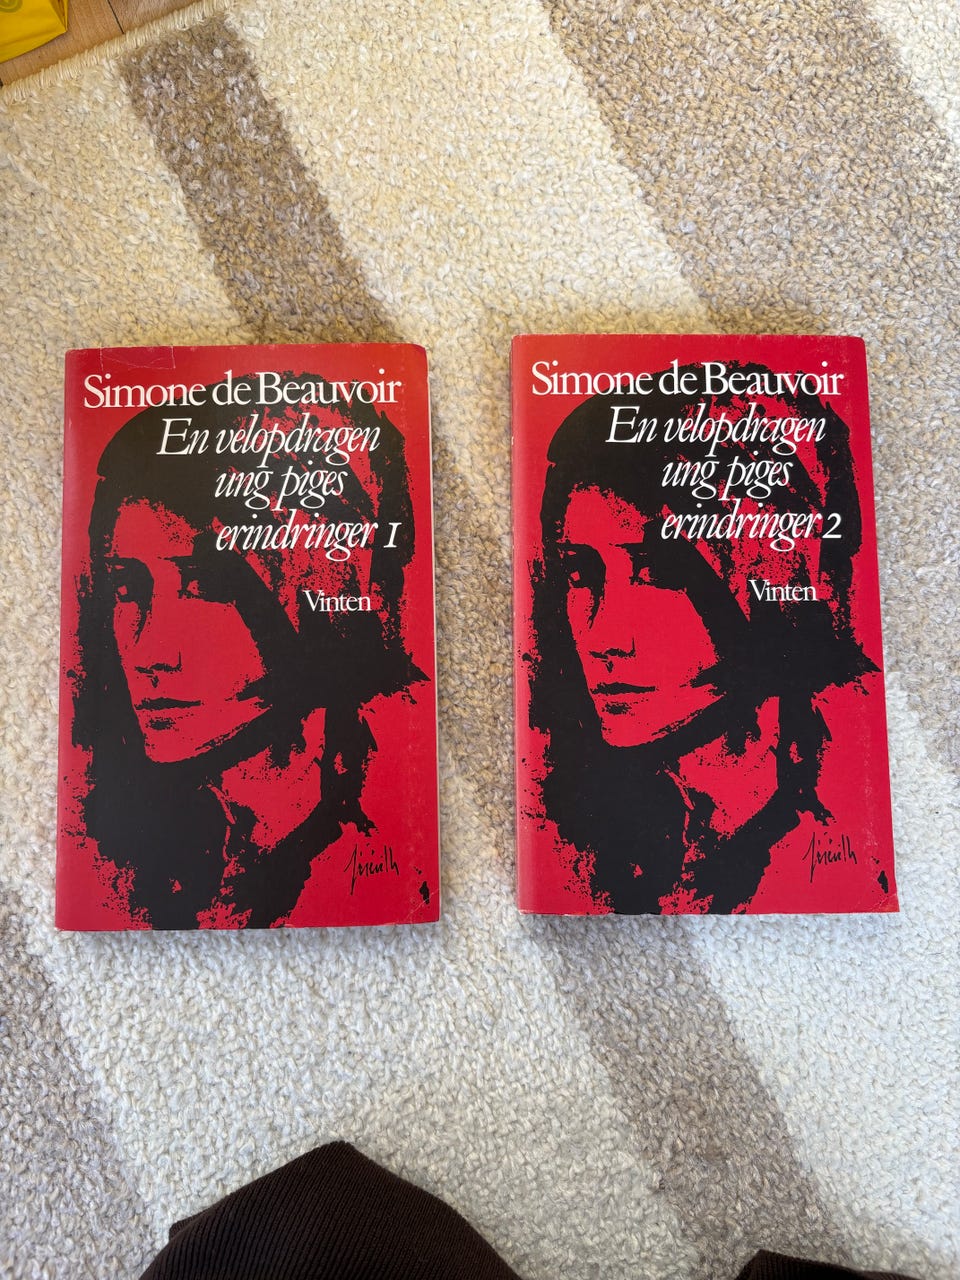 Simone de Beauvoir
En velopdragen
ung piges
erindringer 1
Vinten
Simone de Beauvoir
En velopdragen
ung piges
erindringer 2
Vinten